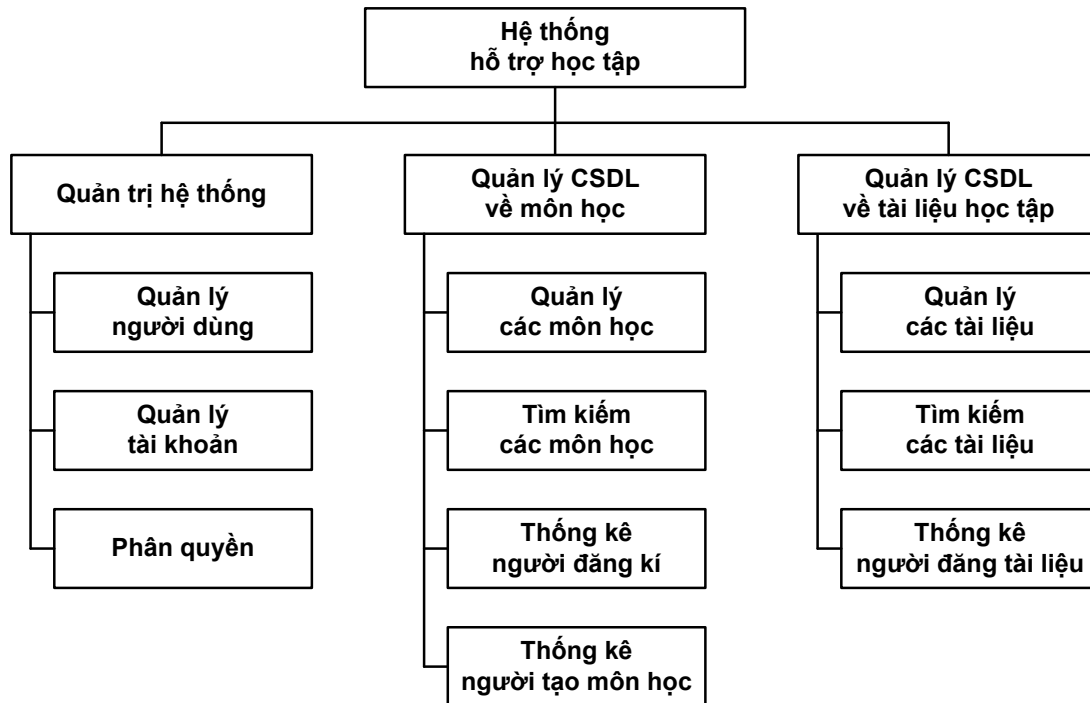 Hệ thống
hỗ trợ học tập
Quản trị hệ thống
Quản lý
người dùng
Quản lý
tài khoản
Phân quyền
Quản lý CSDL
về môn học
Quản lý
các môn học
Tìm kiếm
các môn học
Thống kê
người đăng kí
Thống kê
người tạo môn học
Quản lý CSDL
về tài liệu học tập
Quản lý
các tài liệu
Tìm kiếm
các tài liệu
Thống kê
người đăng tài liệu